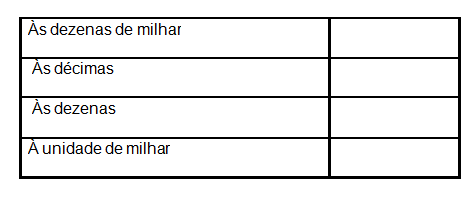 Às dezenas de milhar
Às décimas
Às dezenas
À unidade de milhar